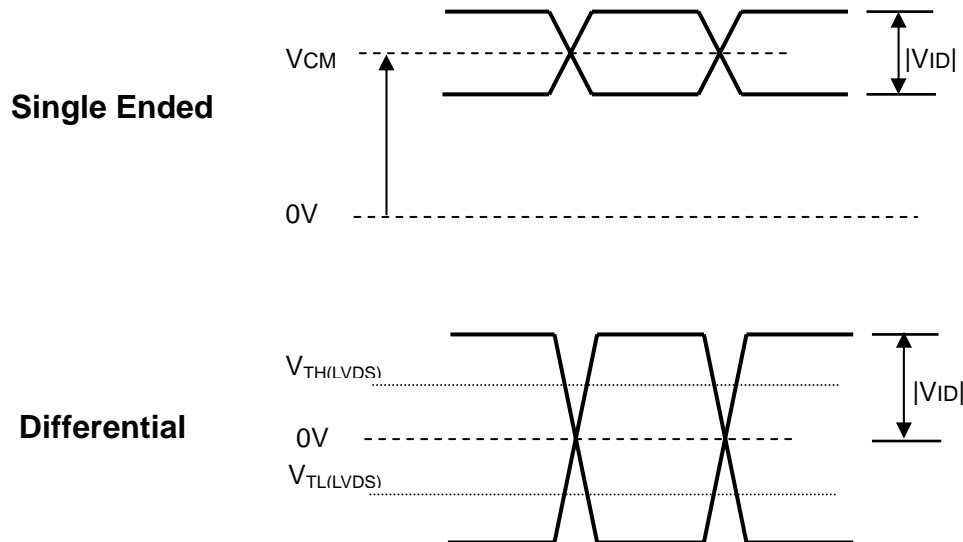 VCM
|VID|
Single Ended
0V
VTH(LVDS)
|VID|
Differential
0V
VTL(LVDS)